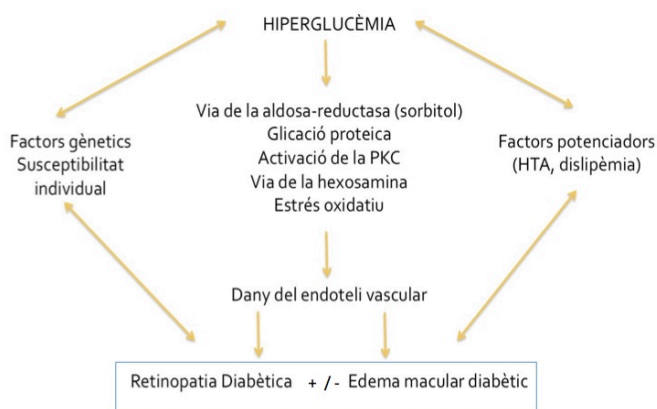 HIPERGLUCÈMIA
Factors gènetics
Susceptibilitat
individual
Via de la aldosa-reductasa (sorbitol)
Glicació proteica
Activació de la PKC
Via de la hexosamina
Estrés oxidatiu
Factors potenciadors
(HTA, dislipèmia)
Dany del endoteli vascular
Retinopatia Diabètica + / - Edema macular diabètic